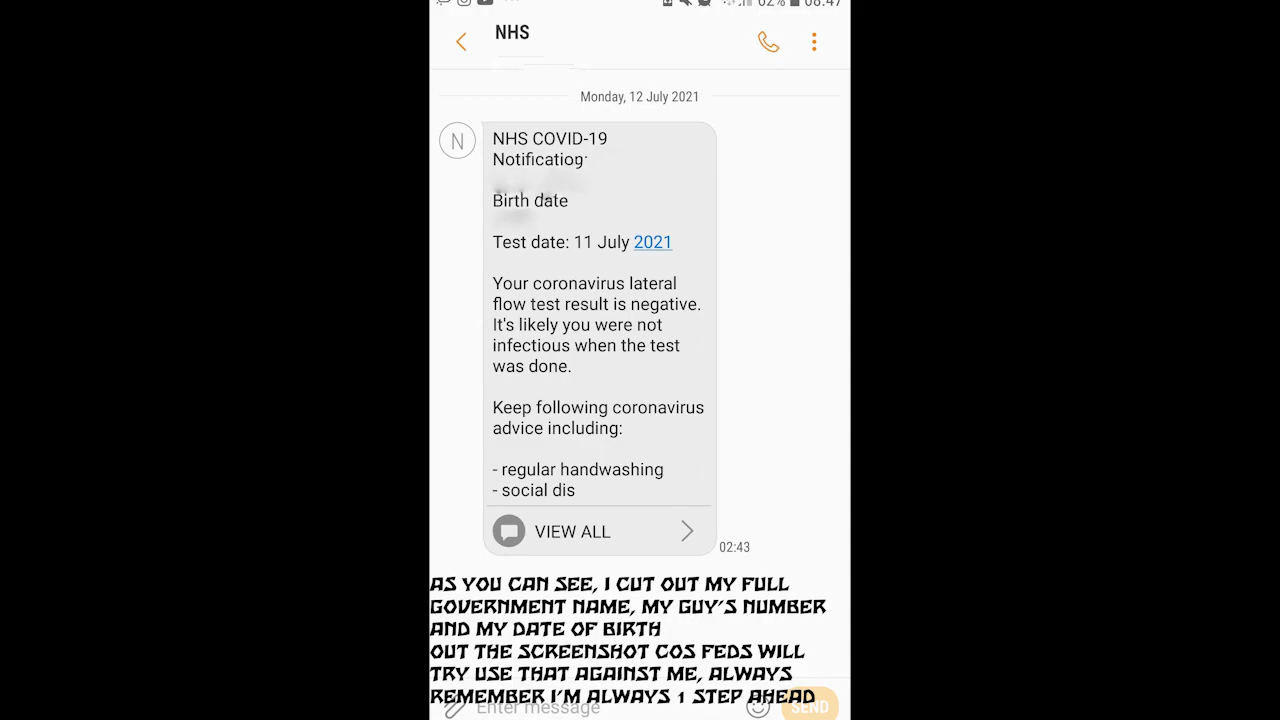 62% 08:47
NHS
Monday, 12 July 2021
N
NHS COVID-19
Notification
Birth date
Test date: 11 July 2021
Your coronavirus lateral
flow test result is negative.
It's likely you were not
infectious when the test
was done.
Keep following coronavirus
advice including:
- regular handwashing
- social dis
VIEW ALL
02:43
AS YOU CAN SEE, I CUT OUT MY FULL
GOVERNMENT NAME, MY GUY'S NUMBER
AND MY DATE OF BIRTH
OUT THE SCREENSHOT COS FEDS WILL
TRY USE THAT AGAINST ME, ALWAYS
REMEMBER I'M ALWAYS 1 STEP AHEAD
Enter message
SEND